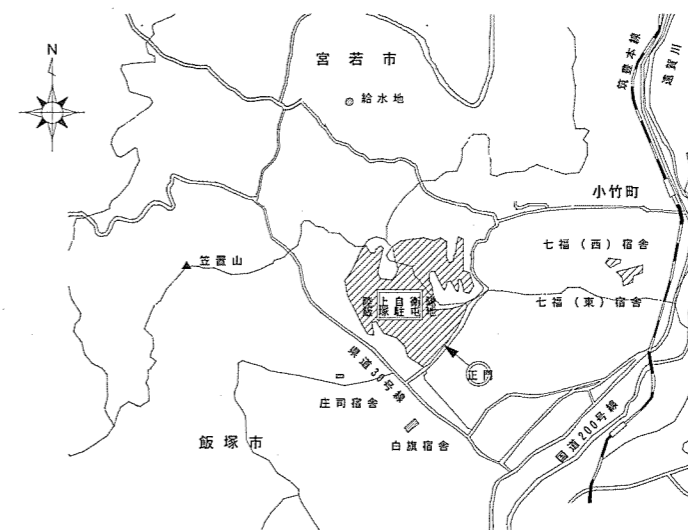 N
宮若市
給水地
筑豊本線
遠賀川
小竹町
七福(西)宿舎
笠置山
七福(東)宿舎
陸上自衛隊
飯塚駐屯地
県道30号線
正門
庄司宿舎
白旗宿舎
飯塚市
国道200号線